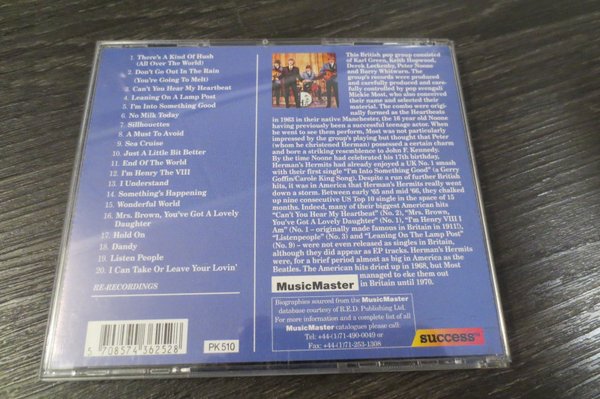 1. There's A Kind Of Hush
(All Over The World)
2. Don't Go Out In The Rain
(You're Going To Melt)
3. Can't You Hear My Heartbeat
4. Leaning On A Lamp Post
5. I'm Into Something Good
6. No Milk Today
7. Sillhouettes
8. A Must To Avoid
9. Sea Cruise
10. Just A Little Bit Better
11. End Of The World
12. I'm Henry The VIII
13. I Understand
14. Something's Happening
15. Wonderful World
16. Mrs. Brown, You've Got A Lovely
Daughter
17. Hold On
18. Dandy
19. Listen People
20. I Can Take Or Leave Your Lovin'
RE-RECORDINGS
5 708574 362528
PK 510
This British pop group consisted
of Karl Green, Keith Hopwood,
Derek Leckenby, Peter Noone
and Barry Whitwam. The
group's records were produced
and carefully produced and care-
fully controlled by pop svengali
Mickie Most, who also conceived
their name and selected their
material. The combo were orig-
inally formed as the Heartbeats
in 1963 in their native Manchester, the 16 year old Noone
having previously been a successful teenage actor. When
he went to see them perform, Most was not particularly
impressed by the group's playing but thought that Peter
(whom he christened Herman) possessed a certain charm
and bore a striking resemblence to John F. Kennedy.
By the time Noone had celebrated his 17th birthday,
Herman's Hermits had already enjoyed a UK No. 1 smash
with their first single "I'm Into Something Good" (a Gerry
Goffin/Carole King Song). Despite a run of further British
hits, it was in America that Herman's Hermits really went
down a storm. Between early '65 and mid '66, they chalked
up nine consecutive US Top 10 single in the space of 15
months. Indeed, many of their biggest American hits –
"Can't You Hear My Heartbeat" (No. 2), "Mrs. Brown,
You've Got A Lovely Daughter" (No. 1), "I'm Henry VIII I
Am" (No. 1 – originally made famous in Britain in 1911!),
"Listenpeople" (No. 3) and "Leaning On The Lamp Post"
(No. 9) – were not even released as singles in Britain,
although they did appear as EP tracks. Herman's Hermits
were, for a brief period almost as big in America as the
Beatles. The American hits dried up in 1968, but Most
managed to eke them out
in Britain until 1970.
MusicMaster
Biographies sourced from the MusicMaster
database courtesy of R.E.D. Publishing Ltd.
For more information and a complete list of all
MusicMaster catalogues please call:
Tel: +44-(1)71-490-0049 or
Fax: +44-(1)71-253-1308
success